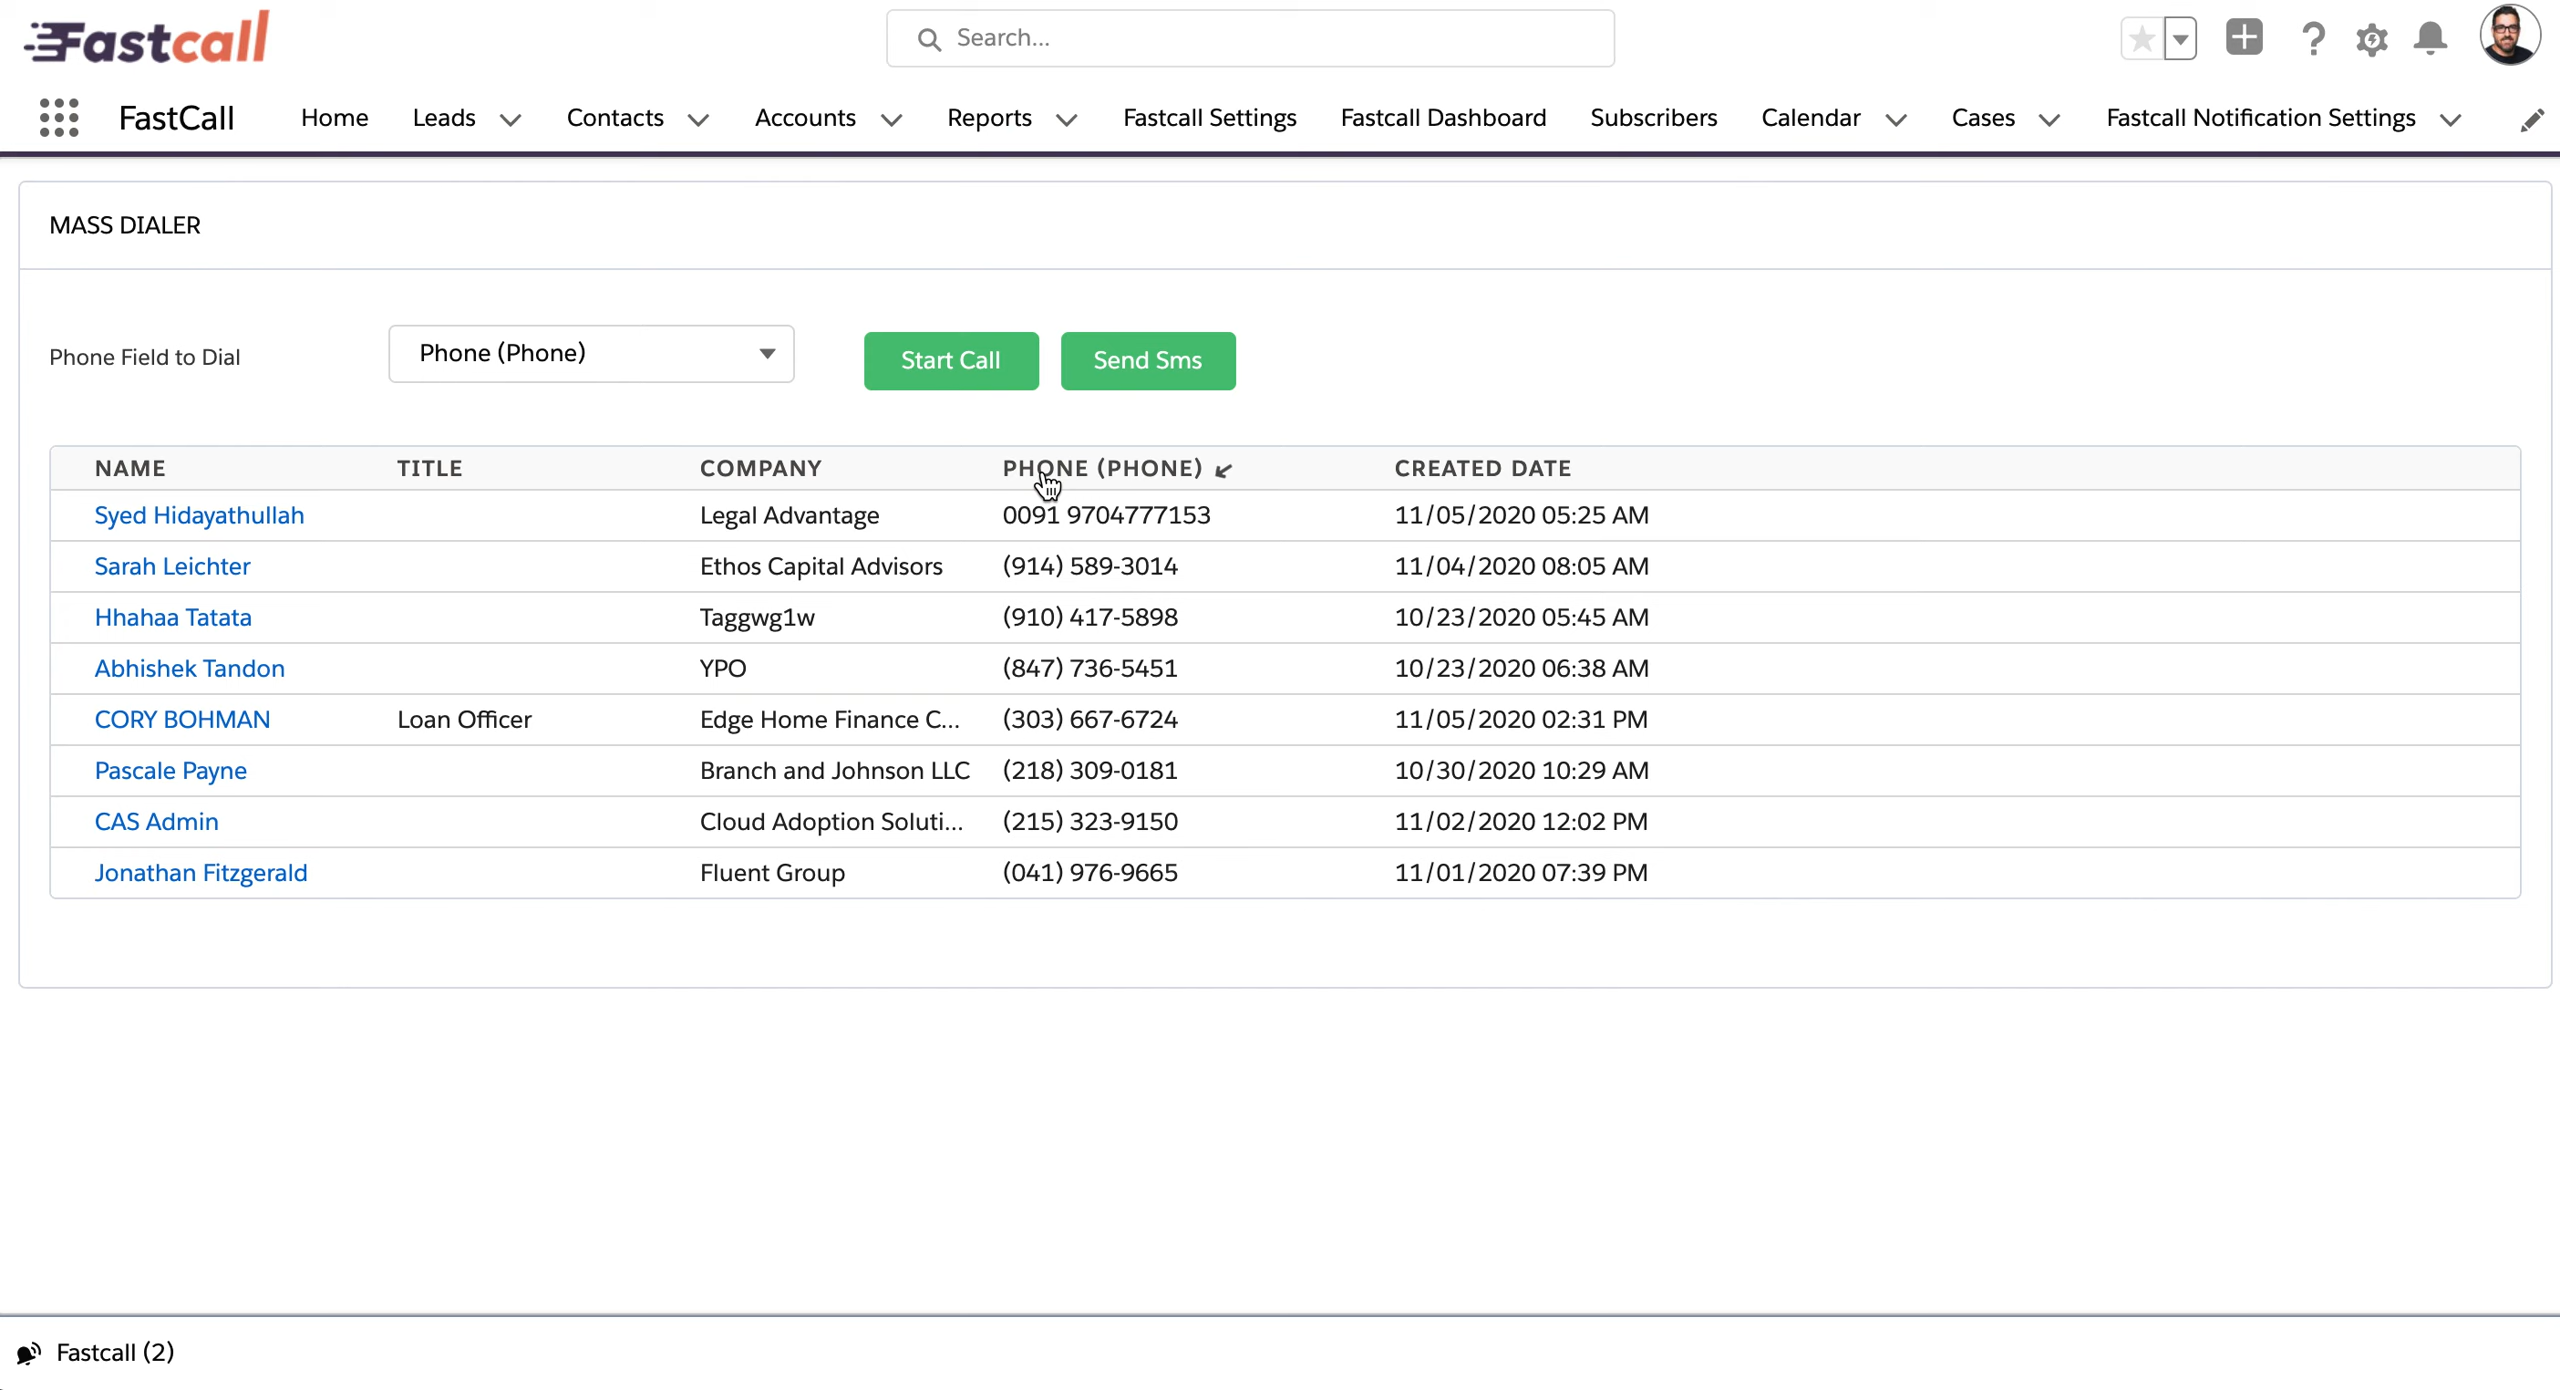 Fastcall
Search...
FastCall Home Leads Contacts Accounts Reports Fastcall Settings Fastcall Dashboard Subscribers Calendar Cases Fastcall Notification Settings
MASS DIALER
Phone Field to Dial Phone (Phone) Start Call Send Sms
NAME TITLE COMPANY PHONE (PHONE) CREATED DATE
Syed Hidayathullah Legal Advantage 0091 9704777153 11/05/2020 05:25 AM
Sarah Leichter Ethos Capital Advisors (914) 589-3014 11/04/2020 08:05 AM
Hhahaa Tatata Taggwg1w (910) 417-5898 10/23/2020 05:45 AM
Abhishek Tandon YPO (847) 736-5451 10/23/2020 06:38 AM
CORY BOHMAN Loan Officer Edge Home Finance C... (303) 667-6724 11/05/2020 02:31 PM
Pascale Payne Branch and Johnson LLC (218) 309-0181 10/30/2020 10:29 AM
CAS Admin Cloud Adoption Soluti... (215) 323-9150 11/02/2020 12:02 PM
Jonathan Fitzgerald Fluent Group (041) 976-9665 11/01/2020 07:39 PM
Fastcall (2)